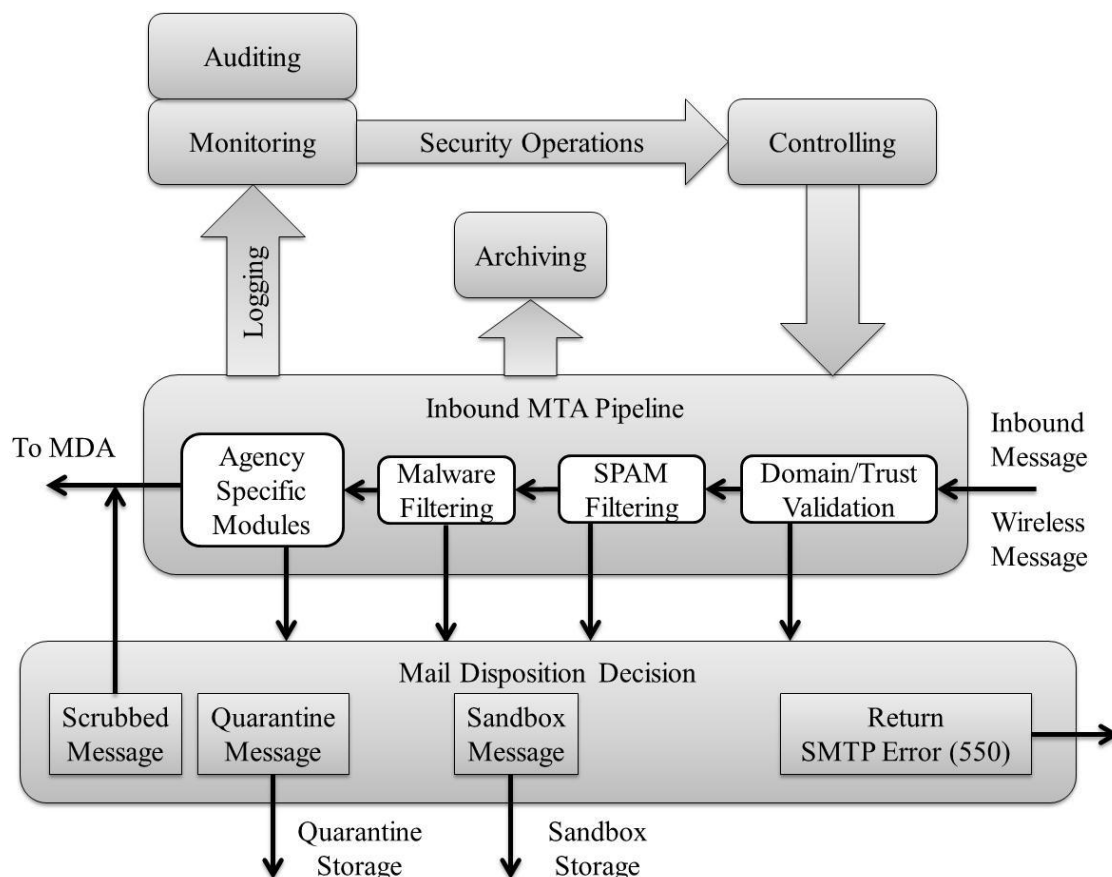 Auditing
Monitoring
Security Operations
Controlling
Logging
Archiving
Inbound MTA Pipeline
To MDA
Agency
Specific
Modules
Malware
Filtering
SPAM
Filtering
Domain/Trust
Validation
Inbound
Message
Wireless
Message
Mail Disposition Decision
Scrubbed
Message
Quarantine
Message
Sandbox
Message
Return
SMTP Error (550)
Quarantine
Storage
Sandbox
Storage